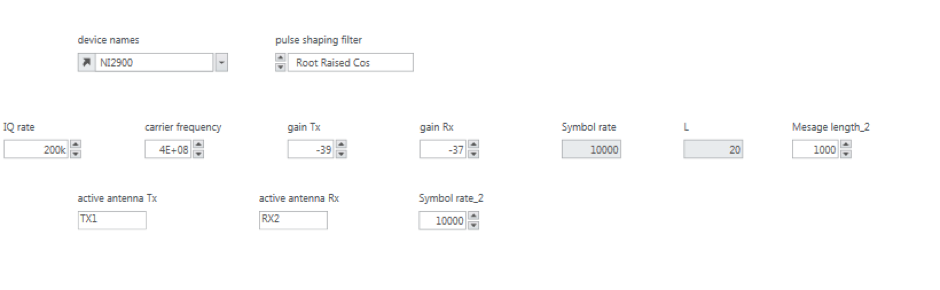 device names
pulse shaping filter
NI2900
Root Raised Cos
IQ rate
carrier frequency
gain Tx
gain Rx
Symbol rate
L
Mesage length_2
200k
4E+08
-39
-37
10000
20
1000
active antenna Tx
active antenna Rx
Symbol rate_2
TX1
RX2
10000